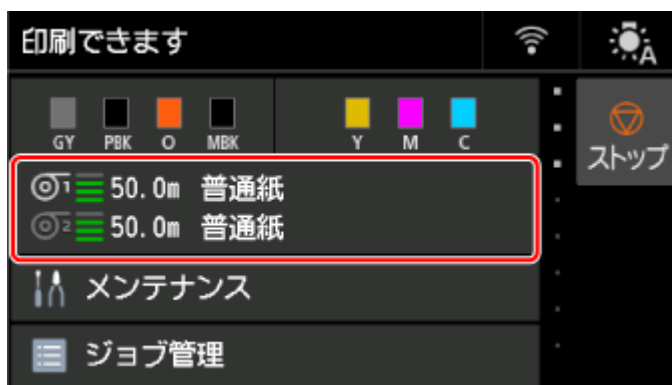 印刷できます
A
GY PBK O MBK Y M C
ストップ
1 50.0m 普通紙
2 50.0m 普通紙
メンテナンス
ジョブ管理